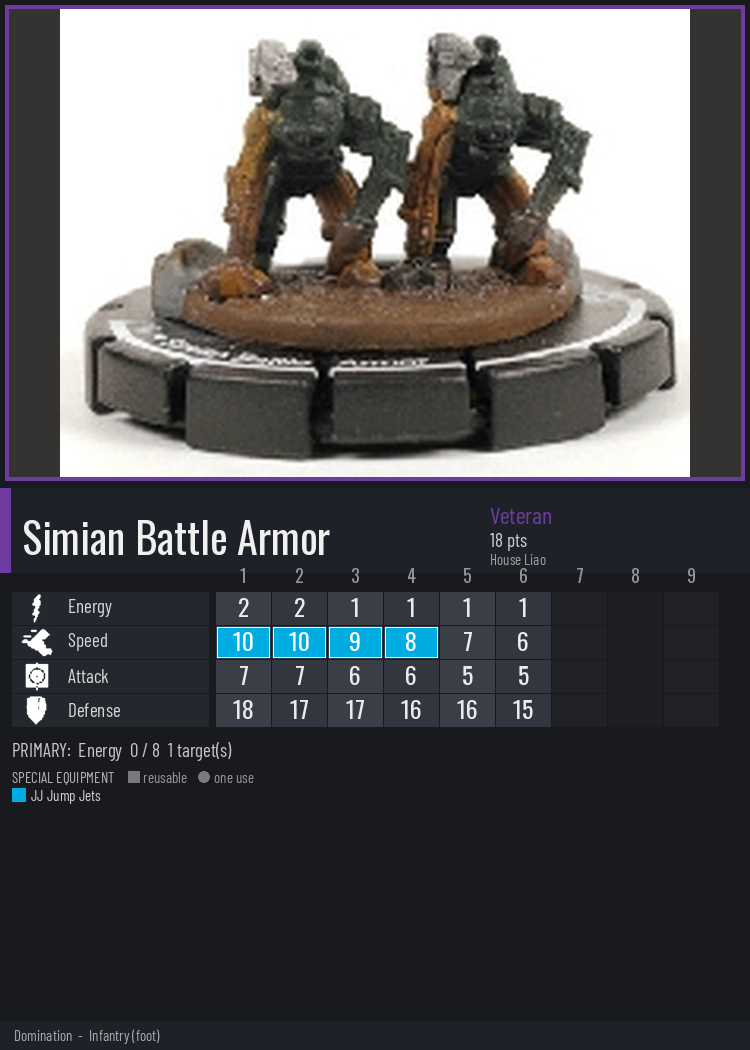 Armor
Simian Battle Armor
Veteran
18 pts
House Liao
1 2 3 4 5 6 7 8 9
Energy 2 2 1 1 1 1
Speed 10 10 9 8 7 6
Attack 7 7 6 6 5 5
Defense 18 17 17 16 16 15
PRIMARY: Energy 0 / 8 1 target(s)
SPECIAL EQUIPMENT reusable one use
JJ Jump Jets
Domination - Infantry (foot)